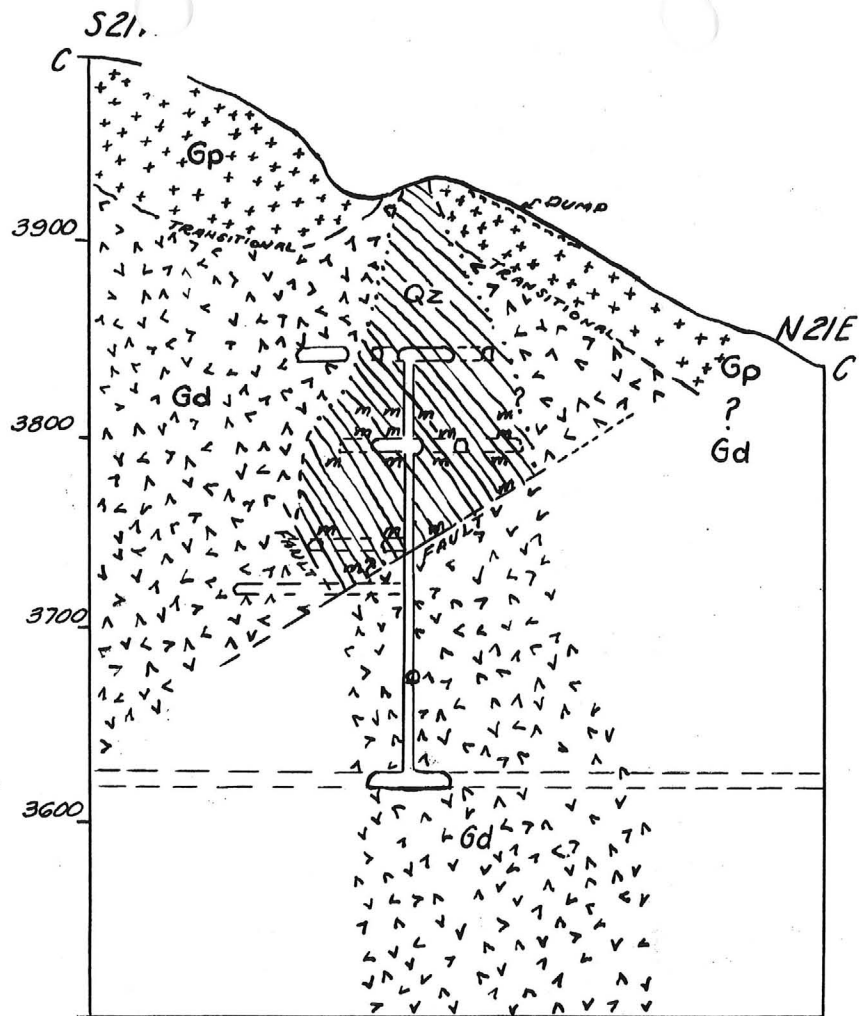 S21
C
Gp
TRANSITIONAL
3900
DUMP
TRANSITIONAL
Qz
N21E
C
Gp
?
Gd
Gd
3800
?
m m m
m m m m
m m
m m m m
m m
m m m
FAULT
FAULT
m ?
3700
3600
Gd